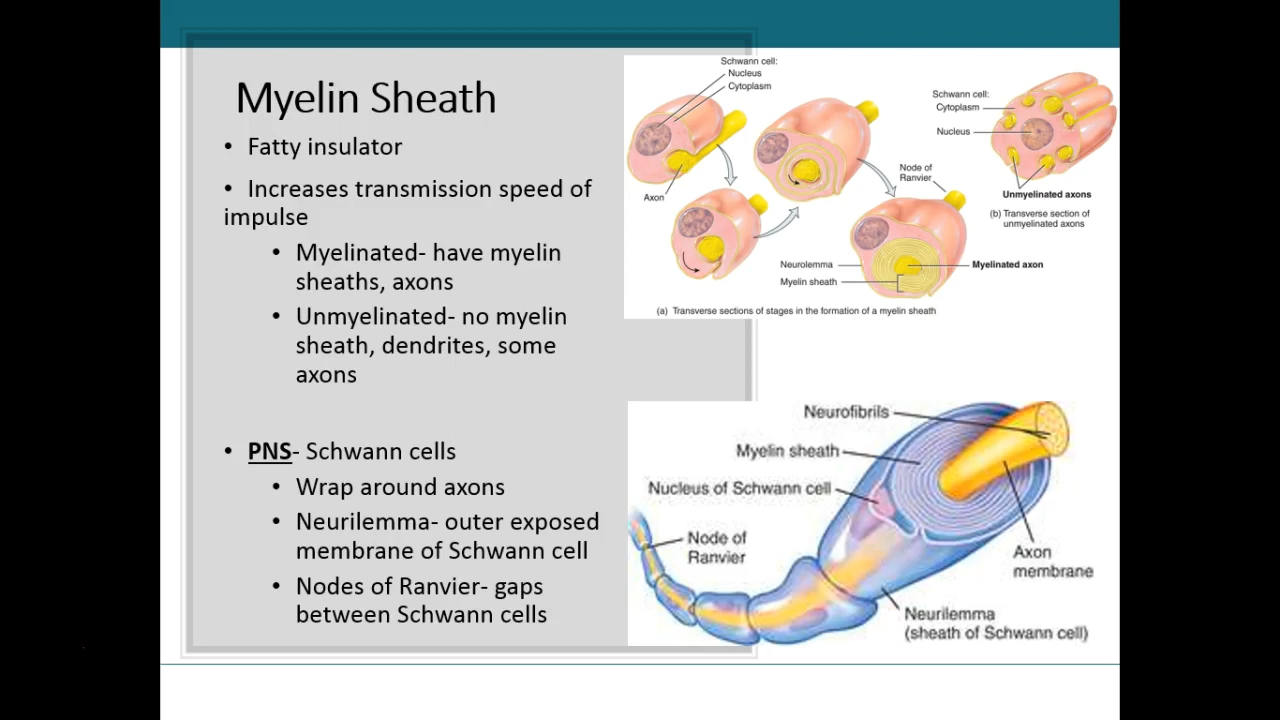 Myelin Sheath
• Fatty insulator
• Increases transmission speed of
impulse
• Myelinated- have myelin
sheaths, axons
• Unmyelinated- no myelin
sheath, dendrites, some
axons
• PNS- Schwann cells
• Wrap around axons
• Neurilemma- outer exposed
membrane of Schwann cell
• Nodes of Ranvier- gaps
between Schwann cells
Schwann cell:
Nucleus
Cytoplasm
Axon
Node of
Ranvier
Neurolemma
Myelin sheath
Myelinated axon
(a) Transverse sections of stages in the formation of a myelin sheath
Schwann cell:
Cytoplasm
Nucleus
Unmyelinated axons
(b) Transverse section of
unmyelinated axons
Neurofibrils
Myelin sheath
Nucleus of Schwann cell
Node of
Ranvier
Axon
membrane
Neurilemma
(sheath of Schwann cell)